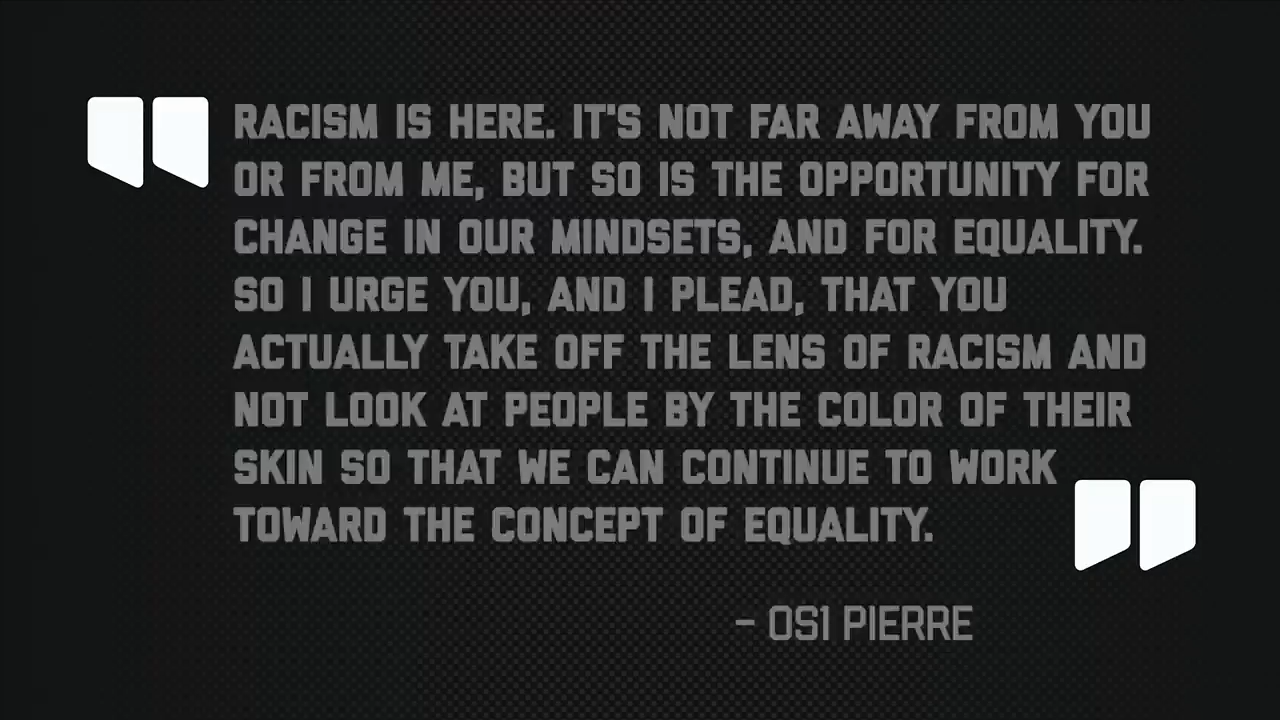 RACISM IS HERE. IT'S NOT FAR AWAY FROM YOU
OR FROM ME, BUT SO IS THE OPPORTUNITY FOR
CHANGE IN OUR MINDSETS, AND FOR EQUALITY.
SO I URGE YOU, AND I PLEAD, THAT YOU
ACTUALLY TAKE OFF THE LENS OF RACISM AND
NOT LOOK AT PEOPLE BY THE COLOR OF THEIR
SKIN SO THAT WE CAN CONTINUE TO WORK
TOWARD THE CONCEPT OF EQUALITY.
– OS1 PIERRE